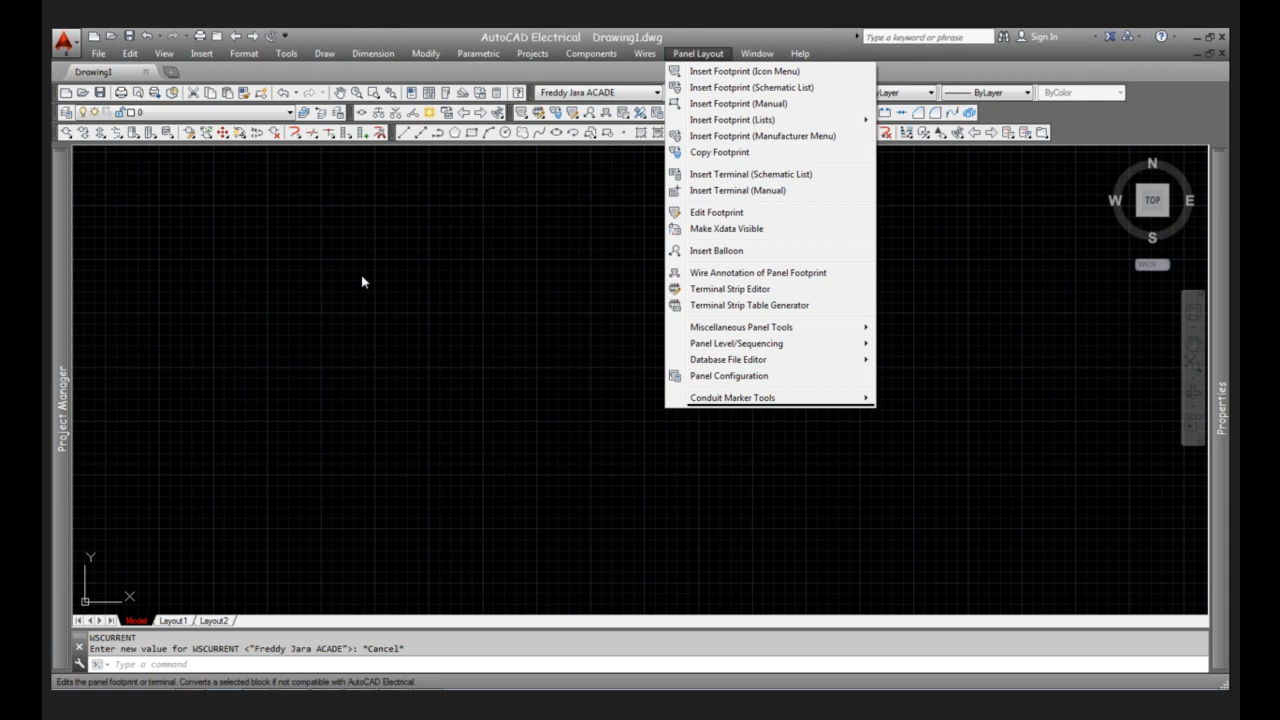 AutoCAD Electrical Drawing1.dwg
Type a keyword or phrase
Sign In
File Edit View Insert Format Tools Draw Dimension Modify Parametric Projects Components Wires Panel Layout Window Help
Drawing1
Freddy Jara ACADE
yLayer
ByLayer
ByColor
0
Insert Footprint (Icon Menu)
Insert Footprint (Schematic List)
Insert Footprint (Manual)
Insert Footprint (Lists)
Insert Footprint (Manufacturer Menu)
Copy Footprint
Insert Terminal (Schematic List)
Insert Terminal (Manual)
Edit Footprint
Make Xdata Visible
Insert Balloon
Wire Annotation of Panel Footprint
Terminal Strip Editor
Terminal Strip Table Generator
Miscellaneous Panel Tools
Panel Level/Sequencing
Database File Editor
Panel Configuration
Conduit Marker Tools
N
W TOP E
S
WCS
Project Manager
Properties
Y
X
Model Layout1 Layout2
WSCURRENT
Enter new value for WSCURRENT <"Freddy Jara ACADE">: *Cancel*
Type a command
Edits the panel footprint or terminal. Converts a selected block if not compatible with AutoCAD Electrical.